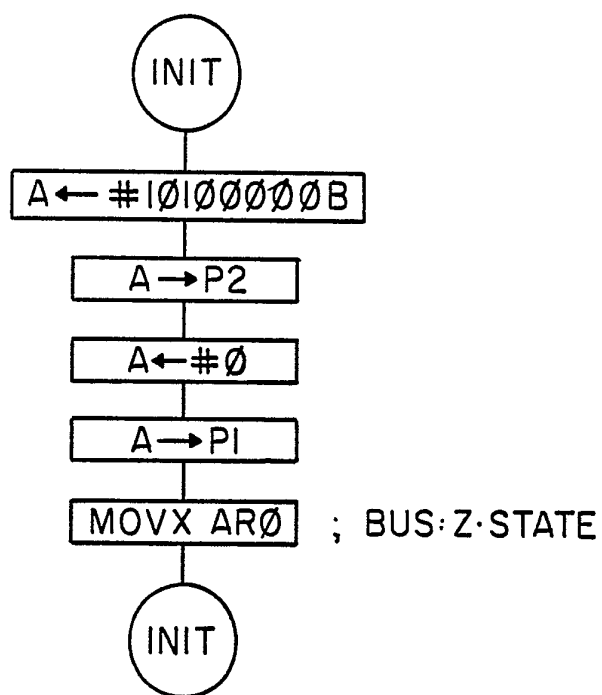 INIT
A ← #1Ø1ØØØØØB
A → P2
A ← #Ø
A → P1
MOVX ARØ ; BUS: Z·STATE
INIT